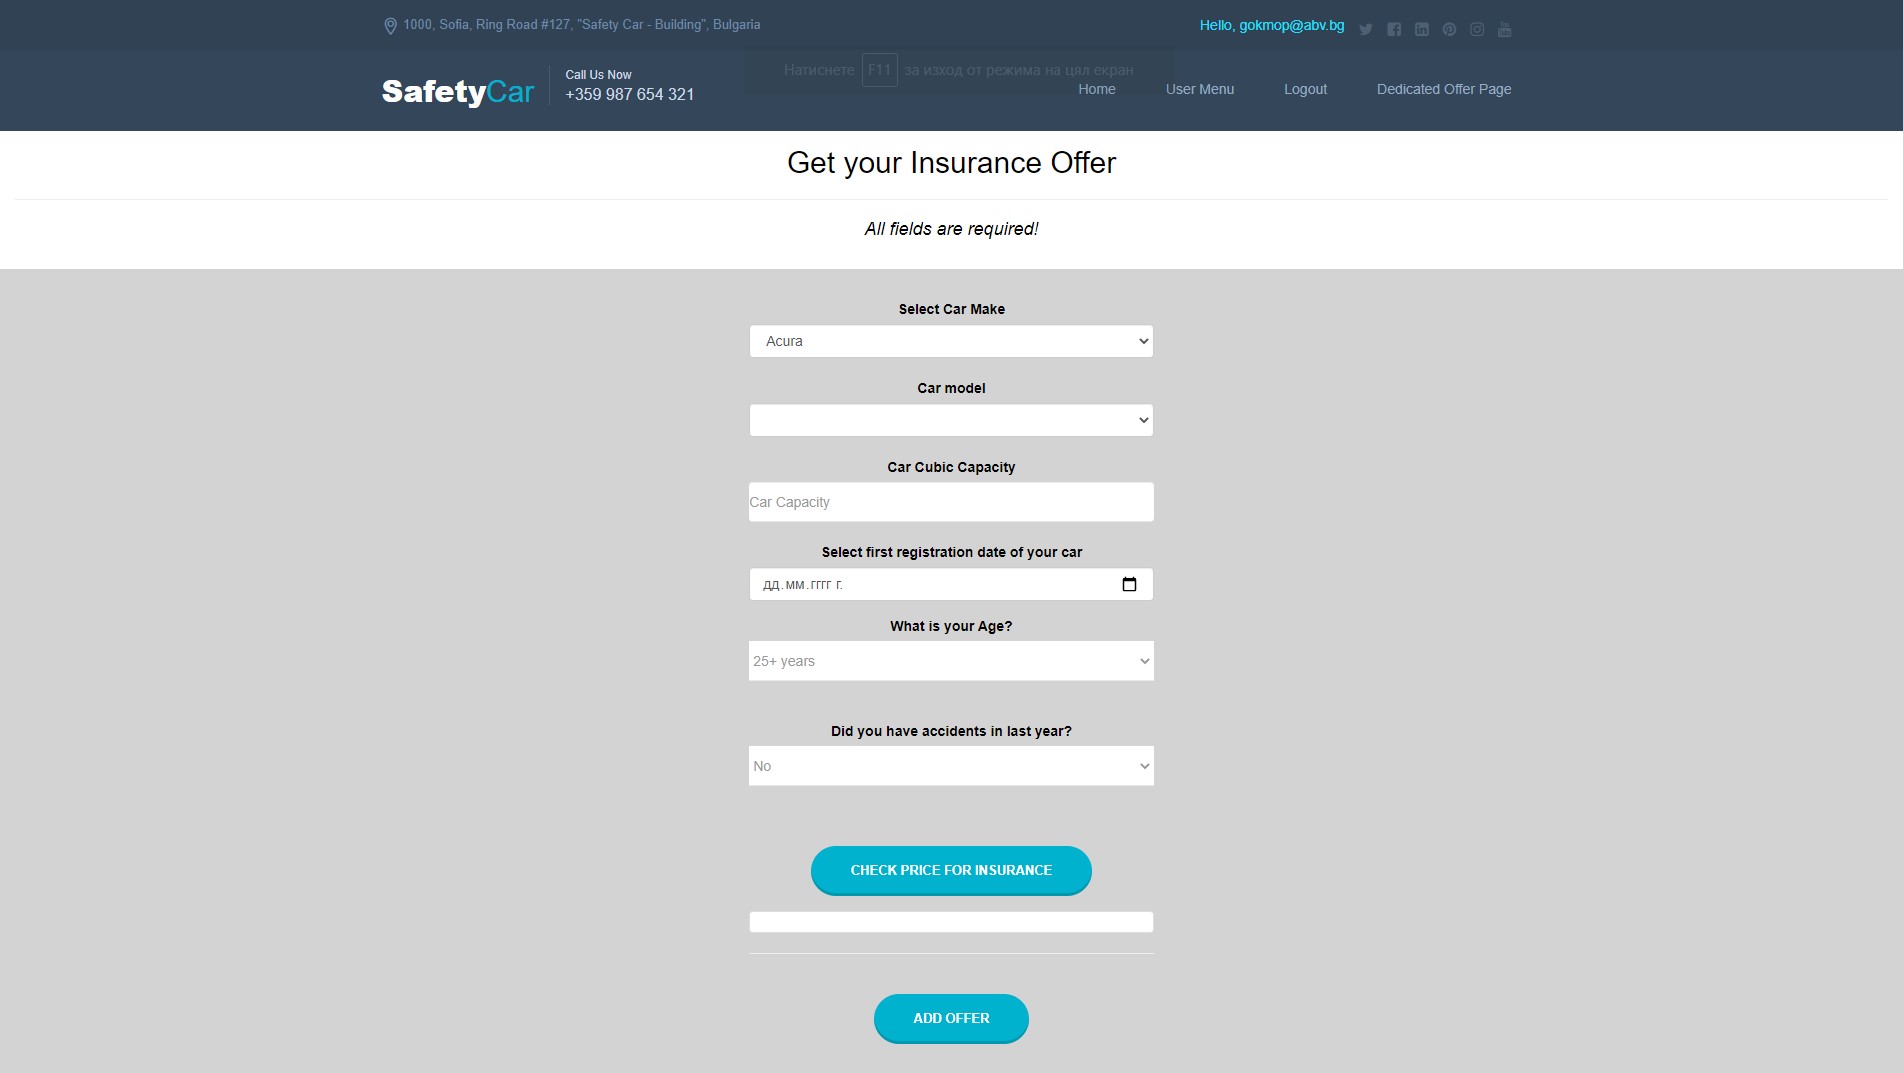 1000, Sofia, Ring Road #127, "Safety Car - Building", Bulgaria
Hello, gokmop@abv.bg
Натиснете F11 за изход от режима на цял екран
SafetyCar
Call Us Now
+359 987 654 321
Home
User Menu
Logout
Dedicated Offer Page
Get your Insurance Offer
All fields are required!
Select Car Make
Acura
Car model
Car Cubic Capacity
Car Capacity
Select first registration date of your car
дд.мм.гггг г.
What is your Age?
25+ years
Did you have accidents in last year?
No
CHECK PRICE FOR INSURANCE
ADD OFFER